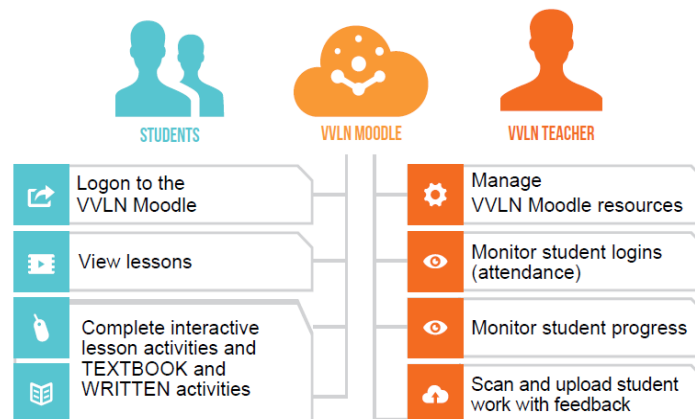 STUDENTS
VVLN MOODLE
VVLN TEACHER
Logon to the
VVLN Moodle
View lessons
Complete interactive
lesson activities and
TEXTBOOK and
WRITTEN activities
Manage
VVLN Moodle resources
Monitor student logins
(attendance)
Monitor student progress
Scan and upload student
work with feedback